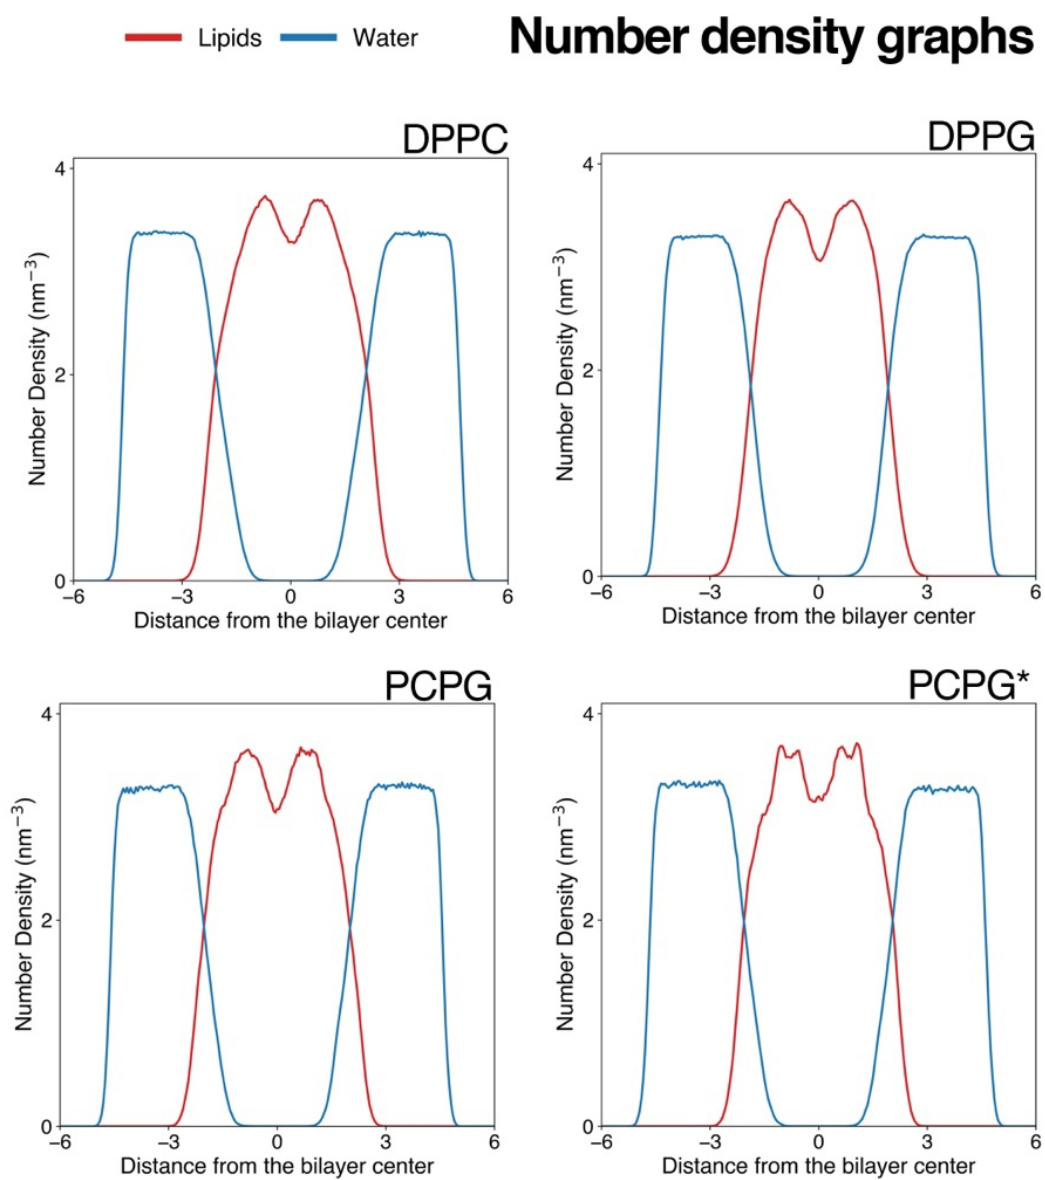 Lipids Water Number density graphs
DPPC
4
2
0
Number Density (nm−3)
−6 −3 0 3 6
Distance from the bilayer center
DPPG
4
2
0
Number Density (nm−3)
−6 −3 0 3 6
Distance from the bilayer center
PCPG
4
2
0
Number Density (nm−3)
−6 −3 0 3 6
Distance from the bilayer center
PCPG*
4
2
0
Number Density (nm−3)
−6 −3 0 3 6
Distance from the bilayer center